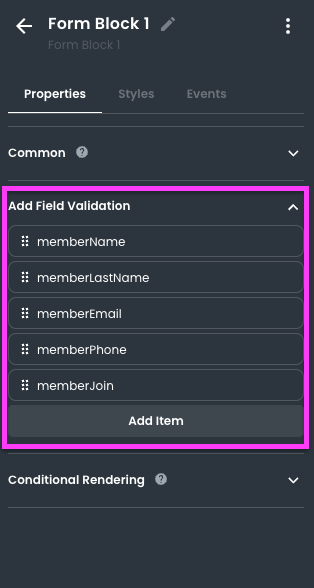 Form Block 1
Form Block 1
Properties Styles Events
Common ?
Add Field Validation
memberName
memberLastName
memberEmail
memberPhone
memberJoin
Add Item
Conditional Rendering ?